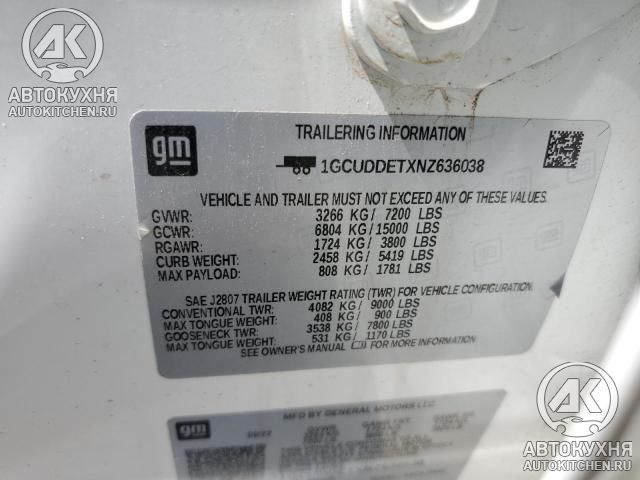 AK
АВТОКУХНЯ
AUTOKITCHEN.RU
gm
TRAILERING INFORMATION
1GCUDDETXNZ636038
VEHICLE AND TRAILER MUST NOT EXCEED ANY OF THESE VALUES.
GVWR: 3266 KG/ 7200 LBS
GCWR: 6804 KG/15000 LBS
RGAWR: 1724 KG/ 3800 LBS
CURB WEIGHT: 2458 KG/ 5419 LBS
MAX PAYLOAD: 808 KG/ 1781 LBS
SAE J2807 TRAILER WEIGHT RATING (TWR) FOR VEHICLE CONFIGURATION.
CONVENTIONAL TWR: 4082 KG/ 9000 LBS
MAX TONGUE WEIGHT: 408 KG/ 900 LBS
GOOSENECK TWR: 3538 KG/ 7800 LBS
MAX TONGUE WEIGHT: 531 KG/ 1170 LBS
SEE OWNER'S MANUAL FOR MORE INFORMATION.
gm
MFD BY GENERAL MOTORS LLC
AK
АВТОКУХНЯ
AUTOKITCHEN.RU